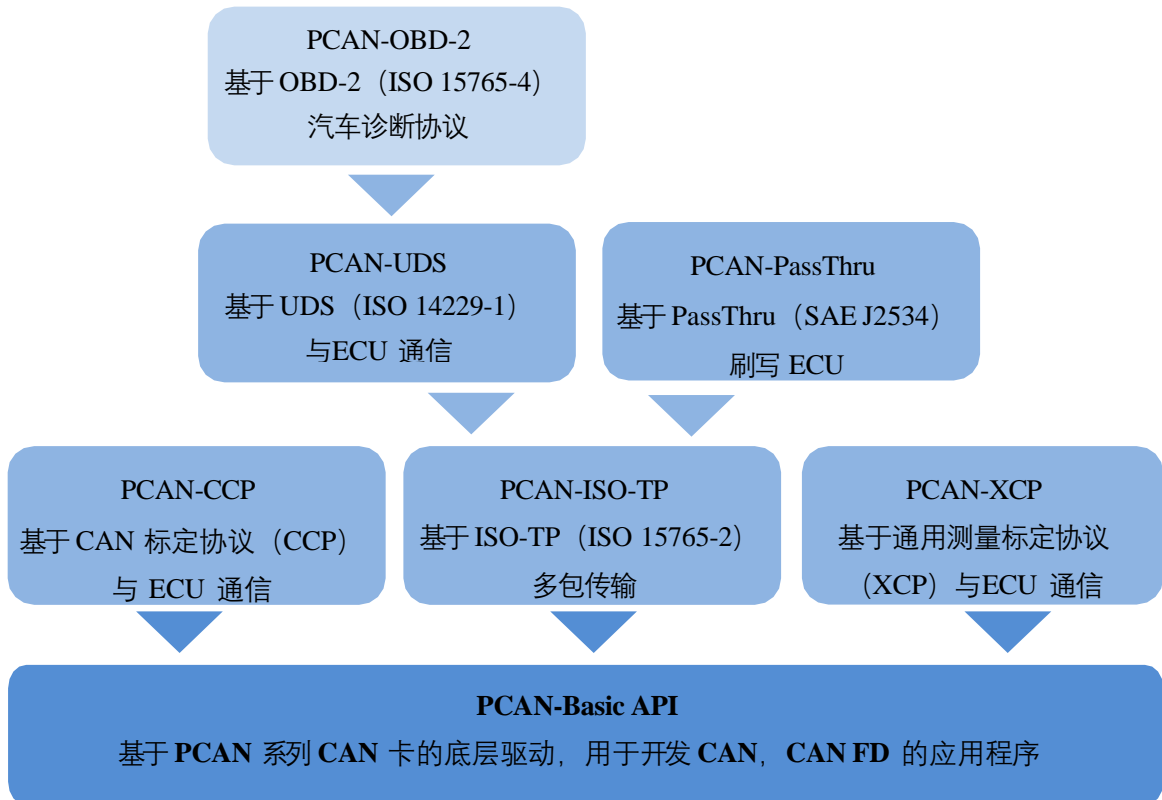 PCAN-OBD-2
基于 OBD-2（ISO 15765-4）
汽车诊断协议
PCAN-UDS
基于 UDS（ISO 14229-1）
与ECU 通信
PCAN-PassThru
基于 PassThru（SAE J2534）
刷写 ECU
PCAN-CCP
基于 CAN 标定协议（CCP）
与 ECU 通信
PCAN-ISO-TP
基于 ISO-TP（ISO 15765-2）
多包传输
PCAN-XCP
基于通用测量标定协议
（XCP）与ECU 通信
PCAN-Basic API
基于 PCAN 系列 CAN 卡的底层驱动，用于开发 CAN，CAN FD 的应用程序